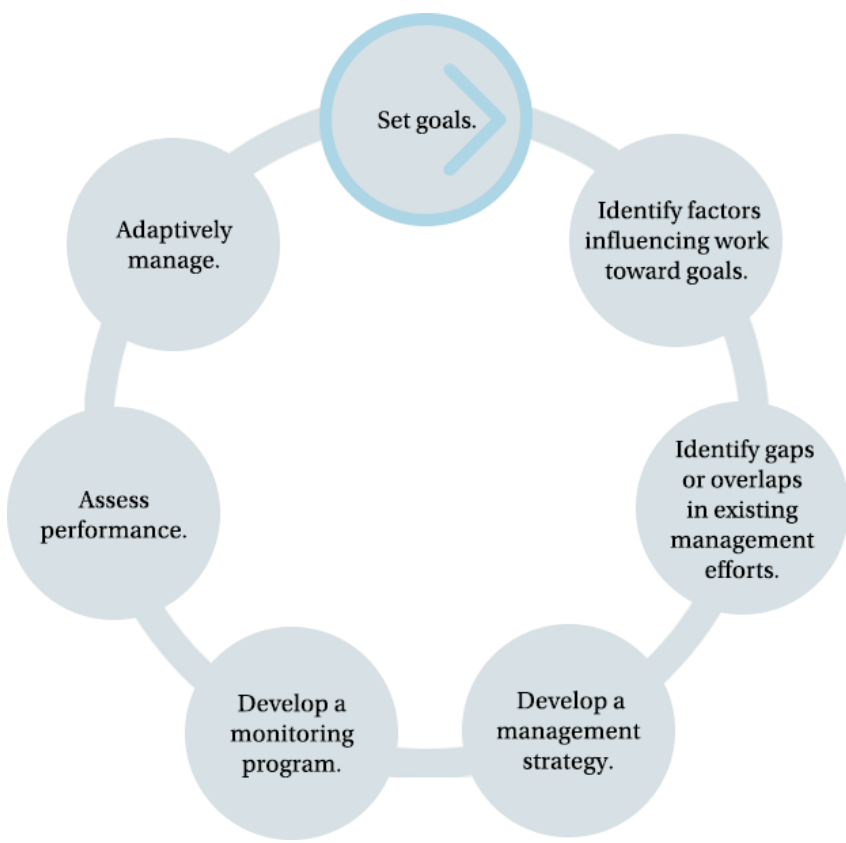 Set goals.
Identify factors
influencing work
toward goals.
Identify gaps
or overlaps
in existing
management
efforts.
Develop a
management
strategy.
Develop a
monitoring
program.
Assess
performance.
Adaptively
manage.